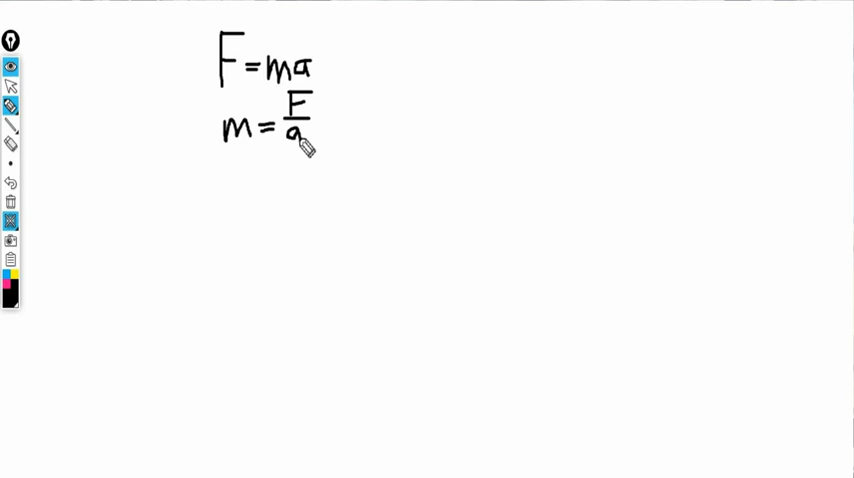 F = ma
m = F/a